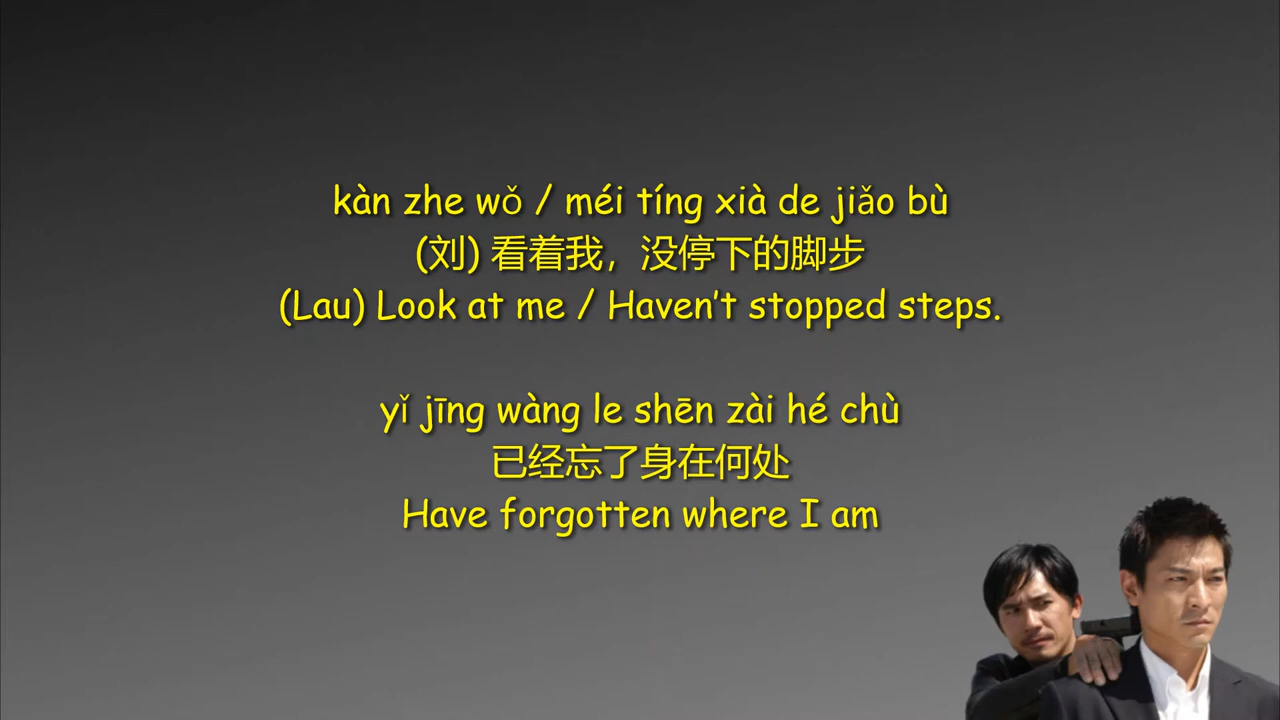 kàn zhe wǒ / méi tíng xià de jiǎo bù
(刘) 看着我，没停下的脚步
(Lau) Look at me / Haven't stopped steps.
yǐ jīng wàng le shēn zài hé chù
已经忘了身在何处
Have forgotten where I am